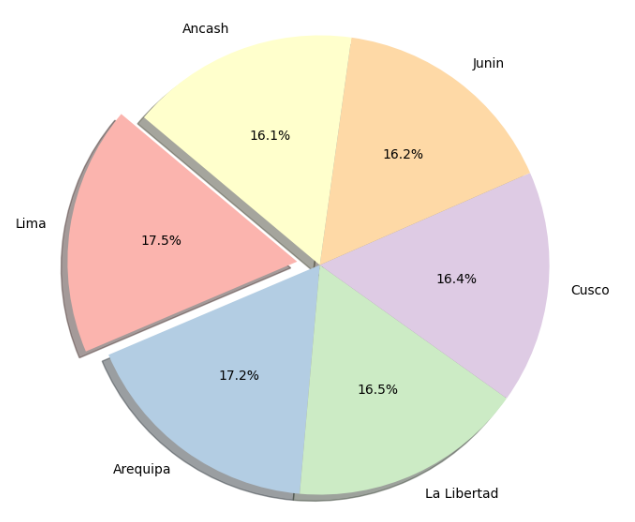 Ancash
Junin
16.1%
16.2%
Lima
17.5%
16.4%
Cusco
17.2%
16.5%
Arequipa
La Libertad